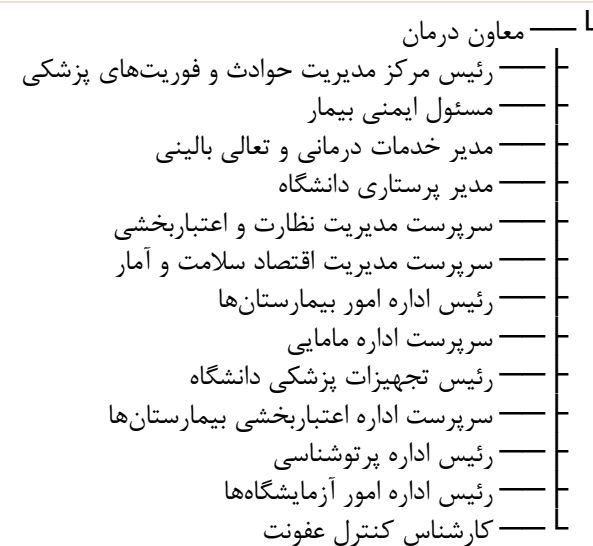 معاون درمان
رئیس مرکز مدیریت حوادث و فوریت‌های پزشکی
مسئول ایمنی بیمار
مدیر خدمات درمانی و تعالی بالینی
مدیر پرستاری دانشگاه
سرپرست مدیریت نظارت و اعتباربخشی
سرپرست مدیریت اقتصاد سلامت و آمار
رئیس اداره امور بیمارستان‌ها
سرپرست اداره مامایی
رئیس تجهیزات پزشکی دانشگاه
سرپرست اداره اعتباربخشی بیمارستان‌ها
رئیس اداره پرتوشناسی
رئیس اداره امور آزمایشگاه‌ها
کارشناس کنترل عفونت